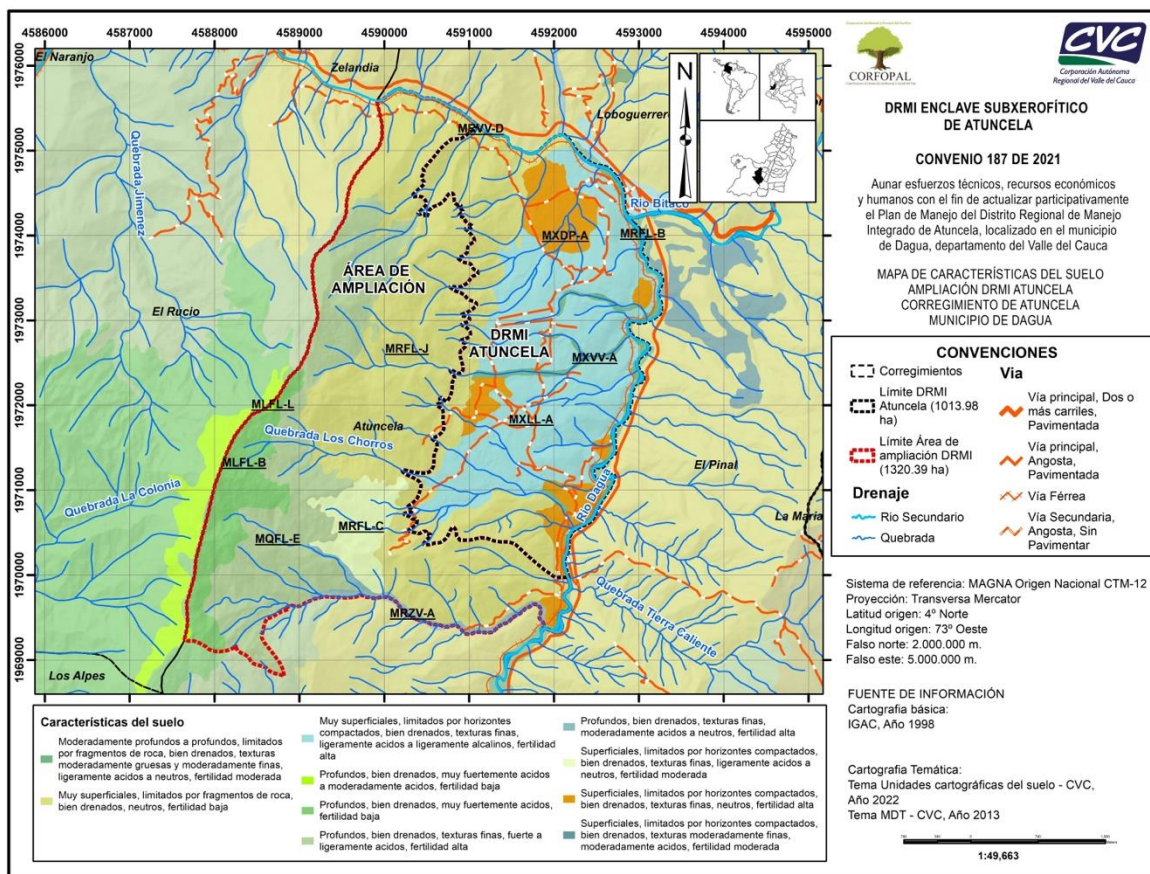 4586000 4587000 4588000 4589000 4590000 4591000 4592000 4593000 4594000 4595000
1976000
1975000
1974000
1973000
1972000
1971000
1970000
1969000
El Naranjo
Zelandia
Loboguerrero
N
MRVV-D
Quebrada Jimenez
Rio Bitaco
MXDP-A
MRFL-B
ÁREA DE
AMPLIACIÓN
El Rucio
DRMI
ATUNCELA
MRFL-J
MXVV-A
MLFL-L
MXLL-A
Atuncela
Quebrada Los Chorros
MLFL-B
El Pinal
Quebrada La Colonia
Rio Dagua
La Maria
MRFL-C
MQFL-E
Quebrada Tierra Caliente
MRZV-A
Los Alpes
CORFOPAL
CVC
Corporación Autónoma
Regional del Valle del Cauca
DRMI ENCLAVE SUBXEROFÍTICO
DE ATUNCELA
CONVENIO 187 DE 2021
Aunar esfuerzos técnicos, recursos económicos
y humanos con el fin de actualizar participativamente
el Plan de Manejo del Distrito Regional de Manejo
Integrado de Atuncela, localizado en el municipio
de Dagua, departamento del Valle del Cauca
MAPA DE CARACTERÍSTICAS DEL SUELO
AMPLIACIÓN DRMI ATUNCELA
CORREGIMIENTO DE ATUNCELA
MUNICIPIO DE DAGUA
CONVENCIONES
Corregimientos
Límite DRMI
Atuncela (1013.98
ha)
Límite Área de
ampliación DRMI
(1320.39 ha)
Drenaje
Rio Secundario
Quebrada
Via
Vía principal, Dos o
más carriles,
Pavimentada
Vía principal,
Angosta,
Pavimentada
Vía Férrea
Vía Secundaria,
Angosta, Sin
Pavimentar
Sistema de referencia: MAGNA Origen Nacional CTM-12
Proyección: Transversa Mercator
Latitud origen: 4º Norte
Longitud origen: 73º Oeste
Falso norte: 2.000.000 m.
Falso este: 5.000.000 m.
FUENTE DE INFORMACIÓN
Cartografia básica:
IGAC, Año 1998
Cartografía Temática:
Tema Unidades cartográficas del suelo - CVC,
Año 2022
Tema MDT - CVC, Año 2013
1:49,663
Características del suelo
Moderadamente profundos a profundos, limitados
por fragmentos de roca, bien drenados, texturas
moderadamente gruesas y moderadamente finas,
ligeramente acidos a neutros, fertilidad moderada
Muy superficiales, limitados por fragmentos de roca,
bien drenados, neutros, fertilidad baja
Muy superficiales, limitados por horizontes
compactados, bien drenados, texturas finas,
ligeramente acidos a ligeramente alcalinos, fertilidad
alta
Profundos, bien drenados, muy fuertemente acidos
a moderadamente acidos, fertilidad baja
Profundos, bien drenados, muy fuertemente acidos,
fertilidad baja
Profundos, bien drenados, texturas finas, fuerte a
ligeramente acidos, fertilidad alta
Profundos, bien drenados, texturas finas,
moderadamente acidos a neutros, fertilidad alta
Superficiales, limitados por horizontes compactados,
bien drenados, texturas finas, ligeramente acidos a
neutros, fertilidad moderada
Superficiales, limitados por horizontes compactados,
bien drenados, texturas finas, neutros, fertilidad alta
Superficiales, limitados por horizontes compactados,
bien drenados, texturas moderadamente finas,
moderadamente acidos, fertilidad moderada